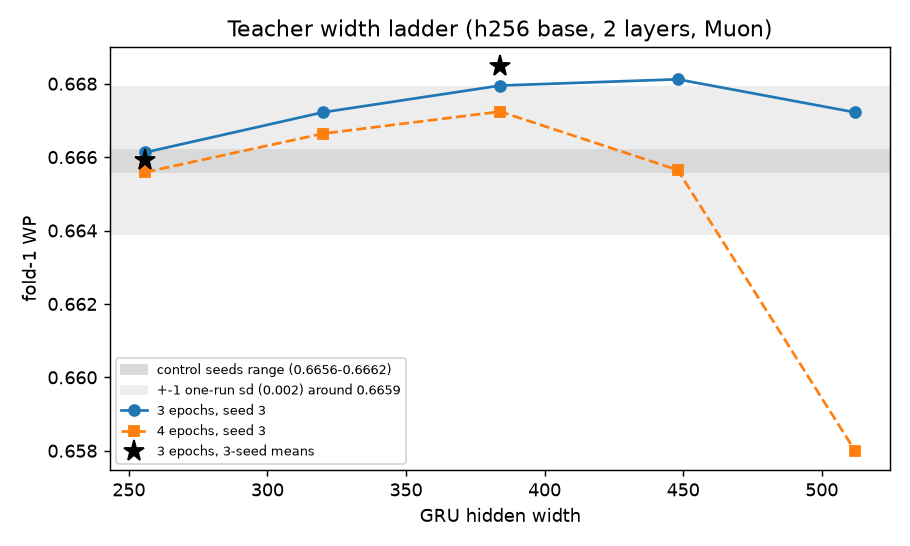 Teacher width ladder (h256 base, 2 layers, Muon)
fold-1 WP
0.668
0.666
0.664
0.662
0.660
0.658
control seeds range (0.6656-0.6662)
+-1 one-run sd (0.002) around 0.6659
3 epochs, seed 3
4 epochs, seed 3
3 epochs, 3-seed means
250 300 350 400 450 500
GRU hidden width